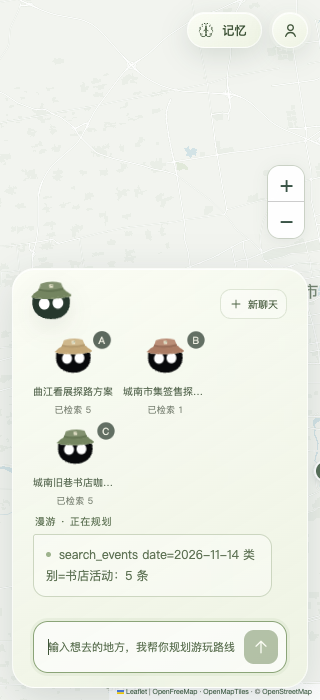 记忆
+
−
市
+ 新聊天
A
B
曲江看展探路方案
城南市集签售探…
已检索 5
已检索 1
C
城南旧巷书店咖…
已检索 5
漫游 · 正在规划
search_events date=2026-11-14 类
别=书店活动：5 条
输入想去的地方，我帮你规划游玩路线
Leaflet | OpenFreeMap · OpenMapTiles · © OpenStreetMap